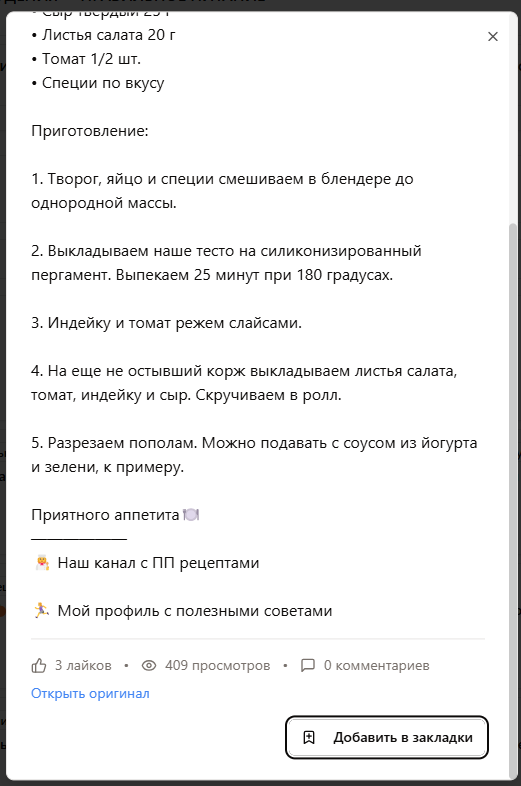 • Сыр твердый 25 г
• Листья салата 20 г
• Томат 1/2 шт.
• Специи по вкусу
Приготовление:
1. Творог, яйцо и специи смешиваем в блендере до
однородной массы.
2. Выкладываем наше тесто на силиконизированный
пергамент. Выпекаем 25 минут при 180 градусах.
3. Индейку и томат режем слайсами.
4. На еще не остывший корж выкладываем листья салата,
томат, индейку и сыр. Скручиваем в ролл.
5. Разрезаем пополам. Можно подавать с соусом из йогурта
и зелени, к примеру.
Приятного аппетита🍽
____________
Наш канал с ПП рецептами
Мой профиль с полезными советами
3 лайков • 409 просмотров • 0 комментариев
Открыть оригинал
Добавить в закладки